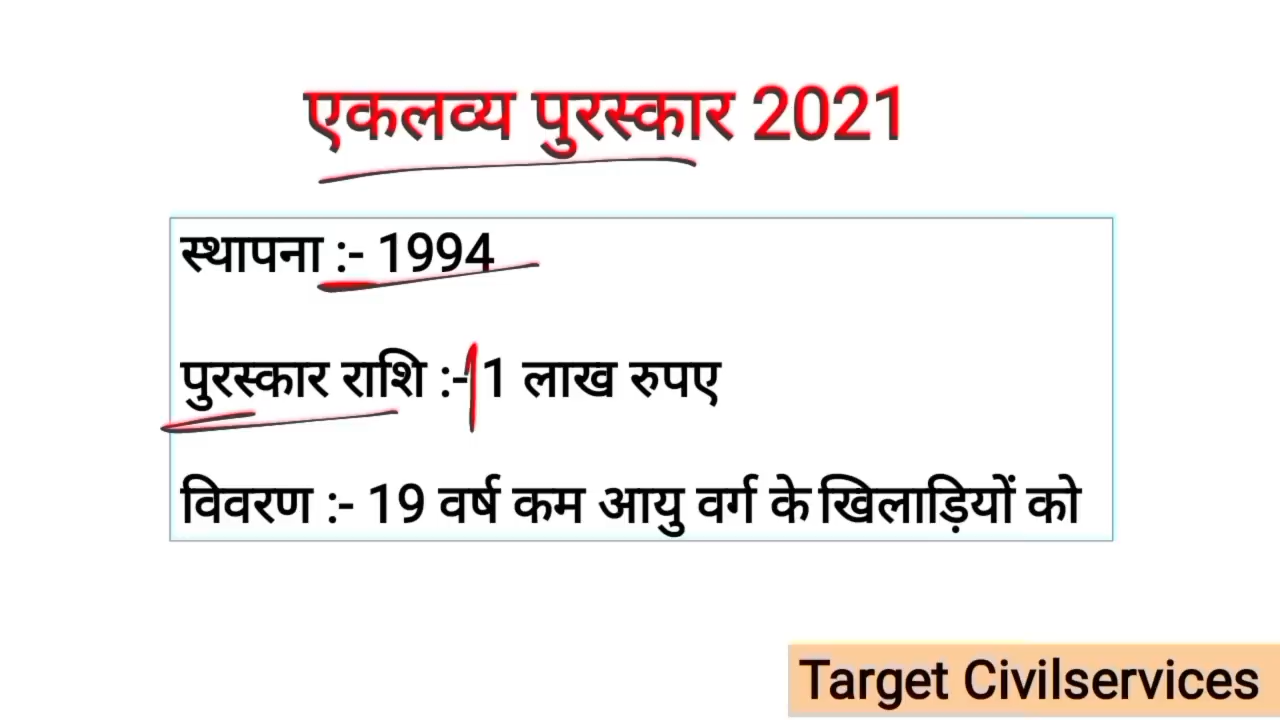 एकलव्य पुरस्कार 2021
स्थापना :- 1994
पुरस्कार राशि :- 1 लाख रुपए
विवरण :- 19 वर्ष कम आयु वर्ग के खिलाड़ियों को
Target Civilservices